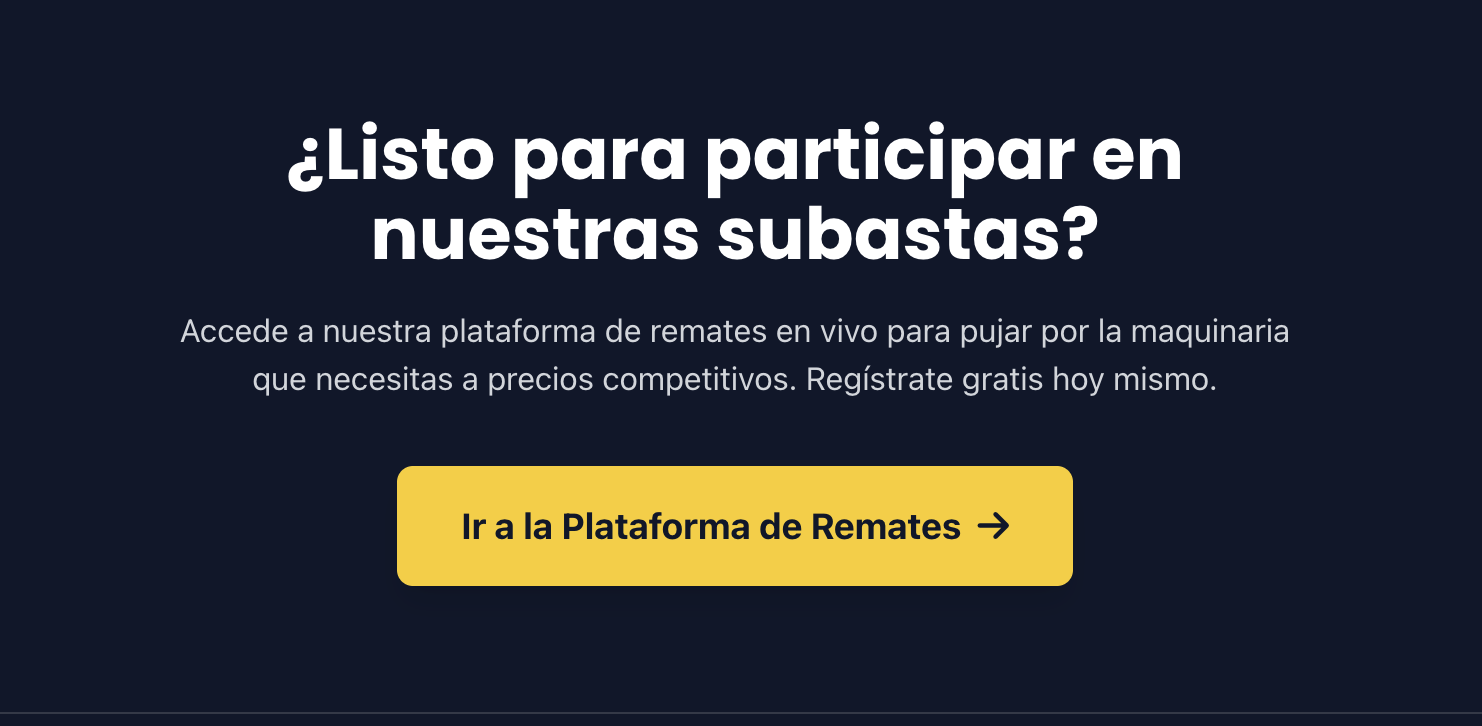 ¿Listo para participar en
nuestras subastas?
Accede a nuestra plataforma de remates en vivo para pujar por la maquinaria
que necesitas a precios competitivos. Regístrate gratis hoy mismo.
Ir a la Plataforma de Remates →